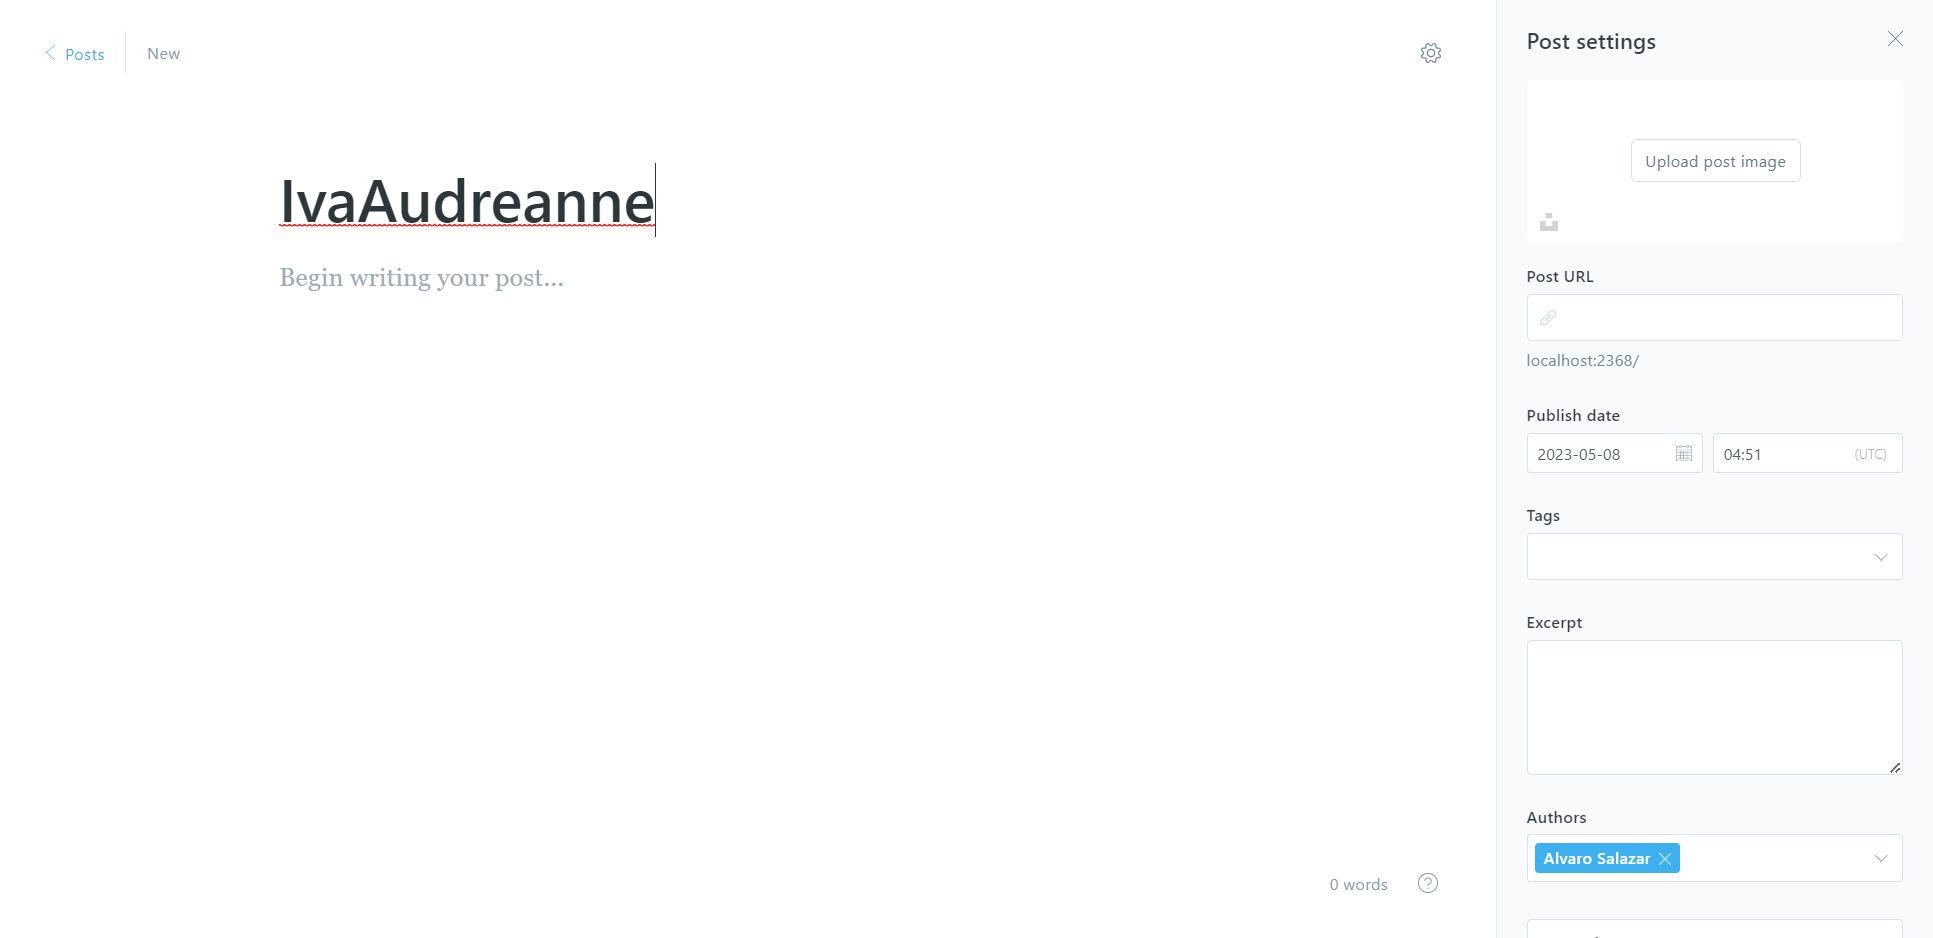 Posts
New
IvaAudreanne
Begin writing your post...
0 words
Post settings
Upload post image
Post URL
localhost:2368/
Publish date
2023-05-08
04:51 (UTC)
Tags
Excerpt
Authors
Alvaro Salazar